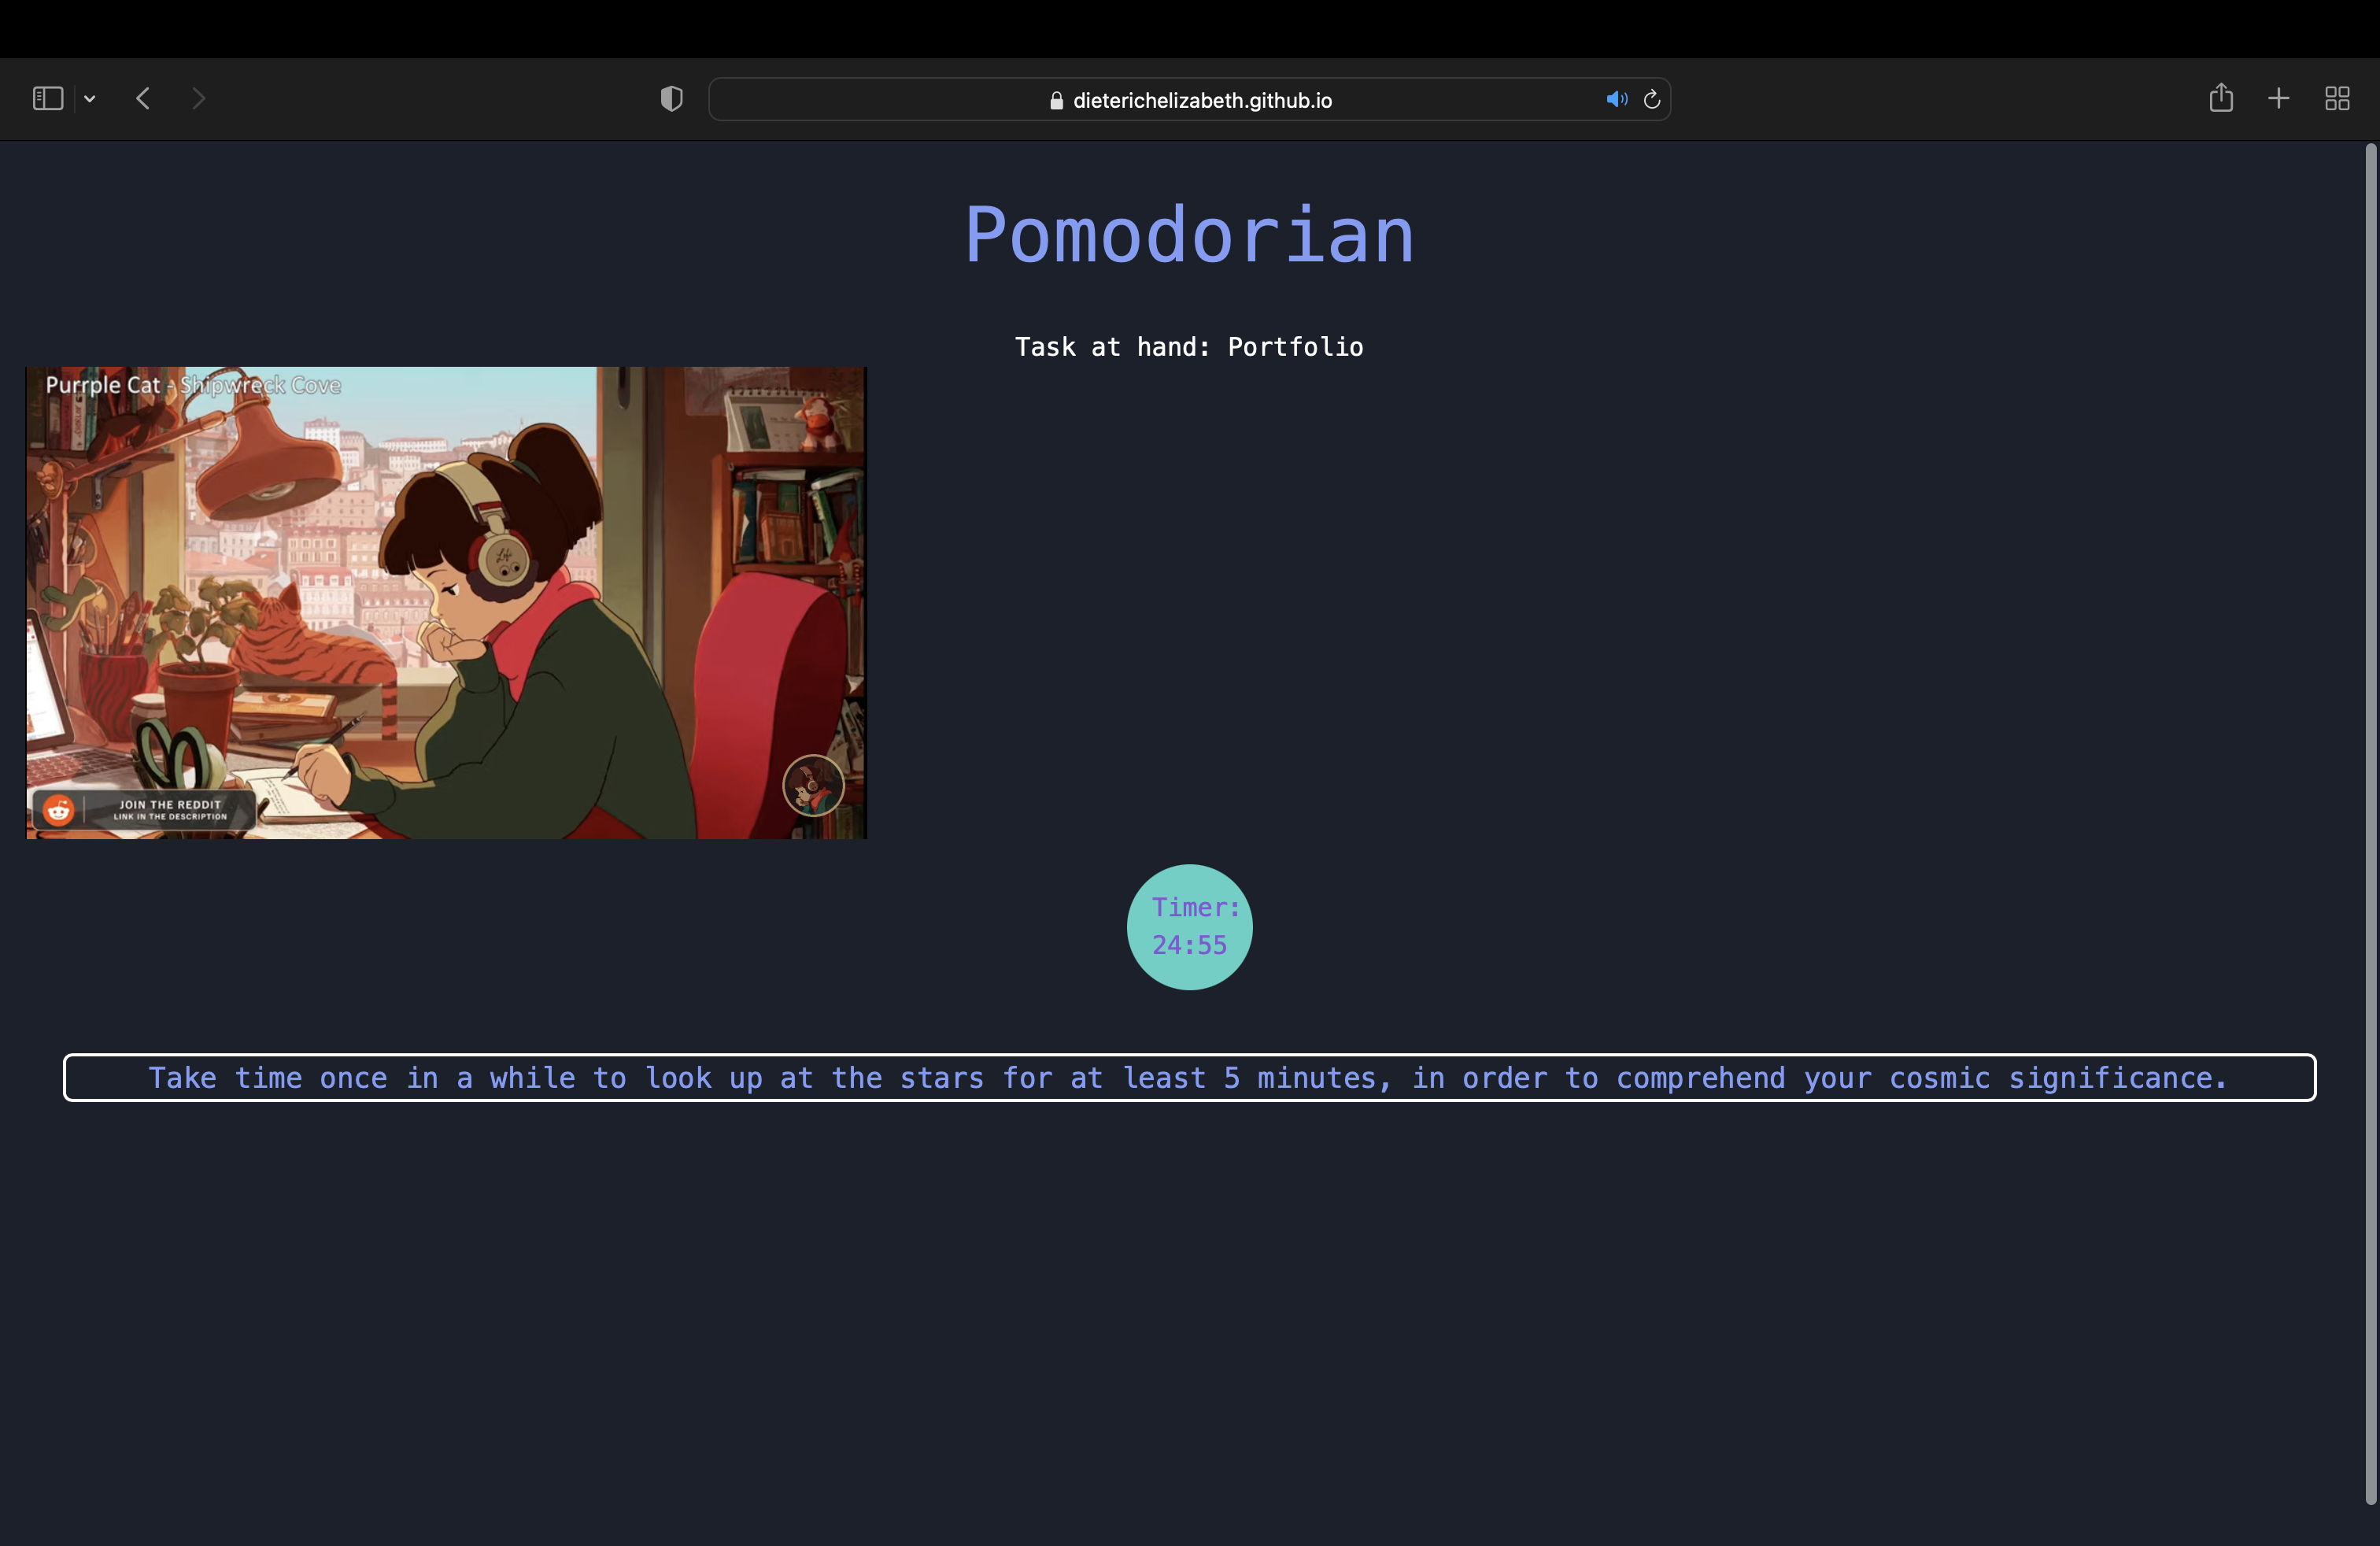 dieterichelizabeth.github.io
Pomodorian
Task at hand: Portfolio
Purrple Cat - Shipwreck Cove
JOIN THE REDDIT
LINK IN THE DESCRIPTION
Timer:
24:55
Take time once in a while to look up at the stars for at least 5 minutes, in order to comprehend your cosmic significance.